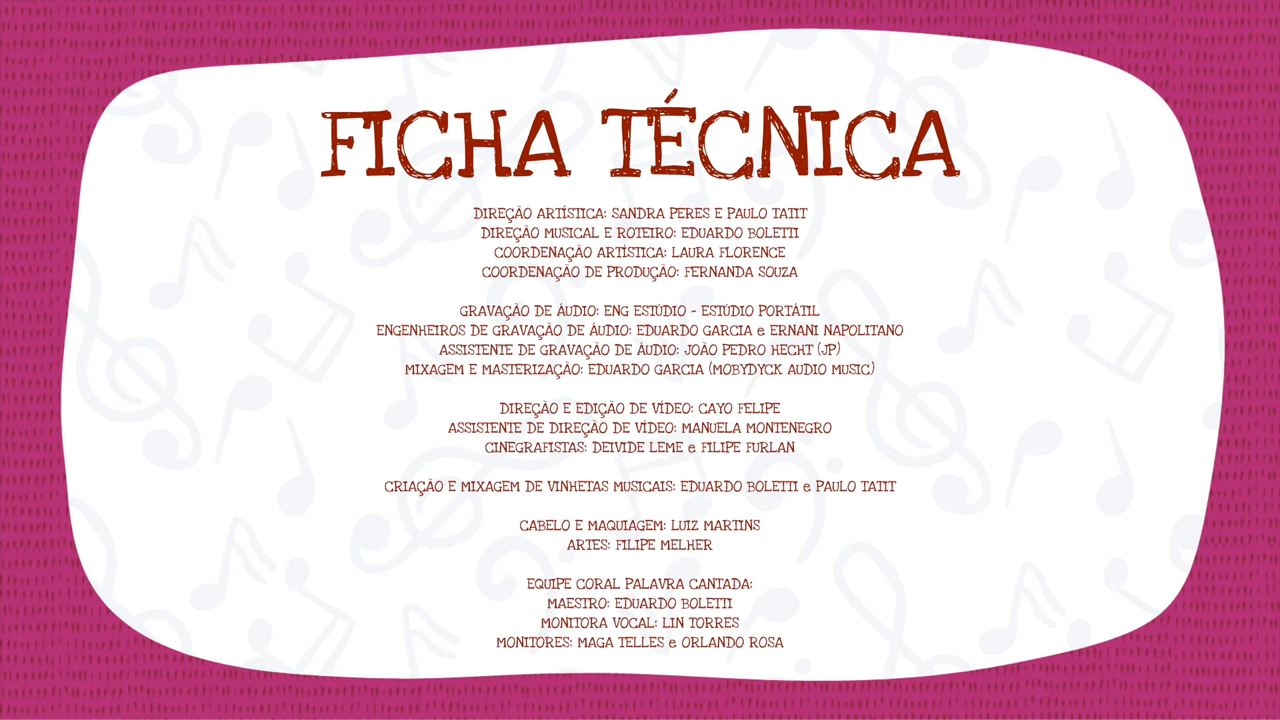 FICHA TÉCNICA
DIREÇÃO ARTÍSTICA: SANDRA PERES E PAULO TATIT
DIREÇÃO MUSICAL E ROTEIRO: EDUARDO BOLETTI
COORDENAÇÃO ARTÍSTICA: LAURA FLORENCE
COORDENAÇÃO DE PRODUÇÃO: FERNANDA SOUZA
GRAVAÇÃO DE ÁUDIO: ENG ESTÚDIO - ESTÚDIO PORTÁTIL
ENGENHEIROS DE GRAVAÇÃO DE ÁUDIO: EDUARDO GARCIA e ERNANI NAPOLITANO
ASSISTENTE DE GRAVAÇÃO DE ÁUDIO: JOÃO PEDRO HECHT (JP)
MIXAGEM E MASTERIZAÇÃO: EDUARDO GARCIA (MOBYDYCK AUDIO MUSIC)
DIREÇÃO E EDIÇÃO DE VÍDEO: CAYO FELIPE
ASSISTENTE DE DIREÇÃO DE VÍDEO: MANUELA MONTENEGRO
CINEGRAFISTAS: DEIVIDE LEME e FILIPE FURLAN
CRIAÇÃO E MIXAGEM DE VINHETAS MUSICAIS: EDUARDO BOLETTI e PAULO TATIT
CABELO E MAQUIAGEM: LUIZ MARTINS
ARTES: FILIPE MELHER
EQUIPE CORAL PALAVRA CANTADA:
MAESTRO: EDUARDO BOLETTI
MONITORA VOCAL: LIN TORRES
MONITORES: MAGA TELLES e ORLANDO ROSA